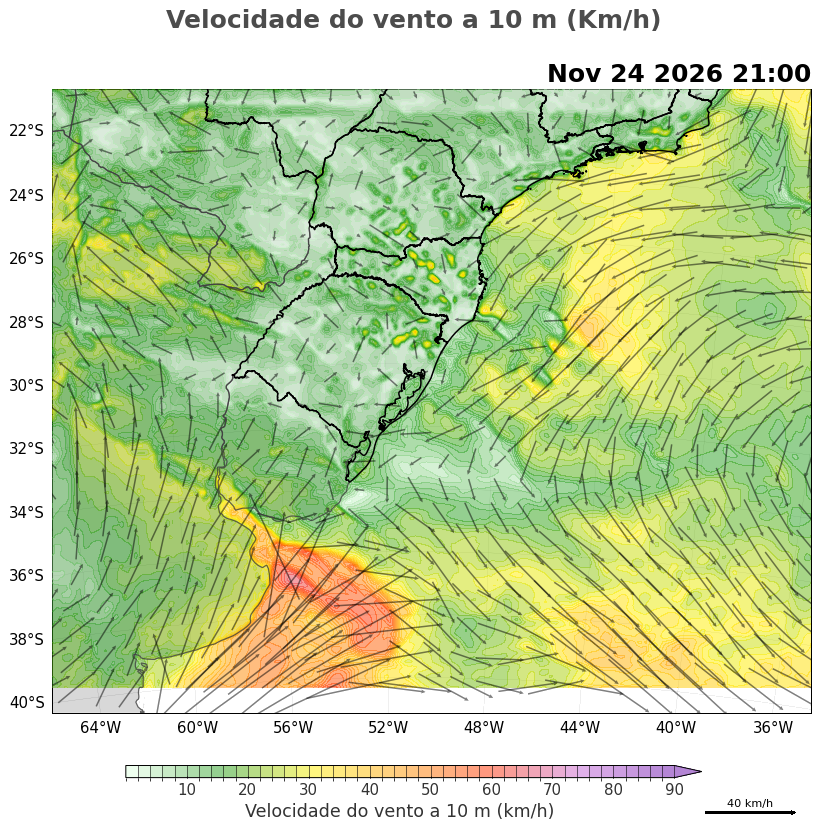 Velocidade do vento a 10 m (Km/h)
Nov 24 2026 21:00
22°S
24°S
26°S
28°S
30°S
32°S
34°S
36°S
38°S
40°S
64°W 60°W 56°W 52°W 48°W 44°W 40°W 36°W
10 20 30 40 50 60 70 80 90
Velocidade do vento a 10 m (km/h)
40 km/h